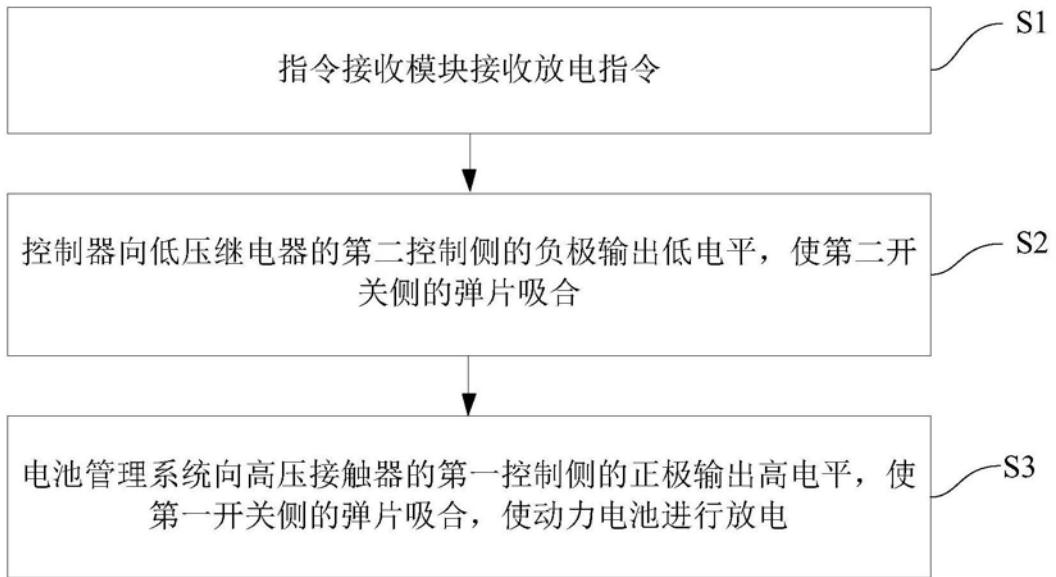 S1
指令接收模块接收放电指令
S2
控制器向低压继电器的第二控制侧的负极输出低电平，使第二开
关侧的弹片吸合
S3
电池管理系统向高压接触器的第一控制侧的正极输出高电平，使
第一开关侧的弹片吸合，使动力电池进行放电